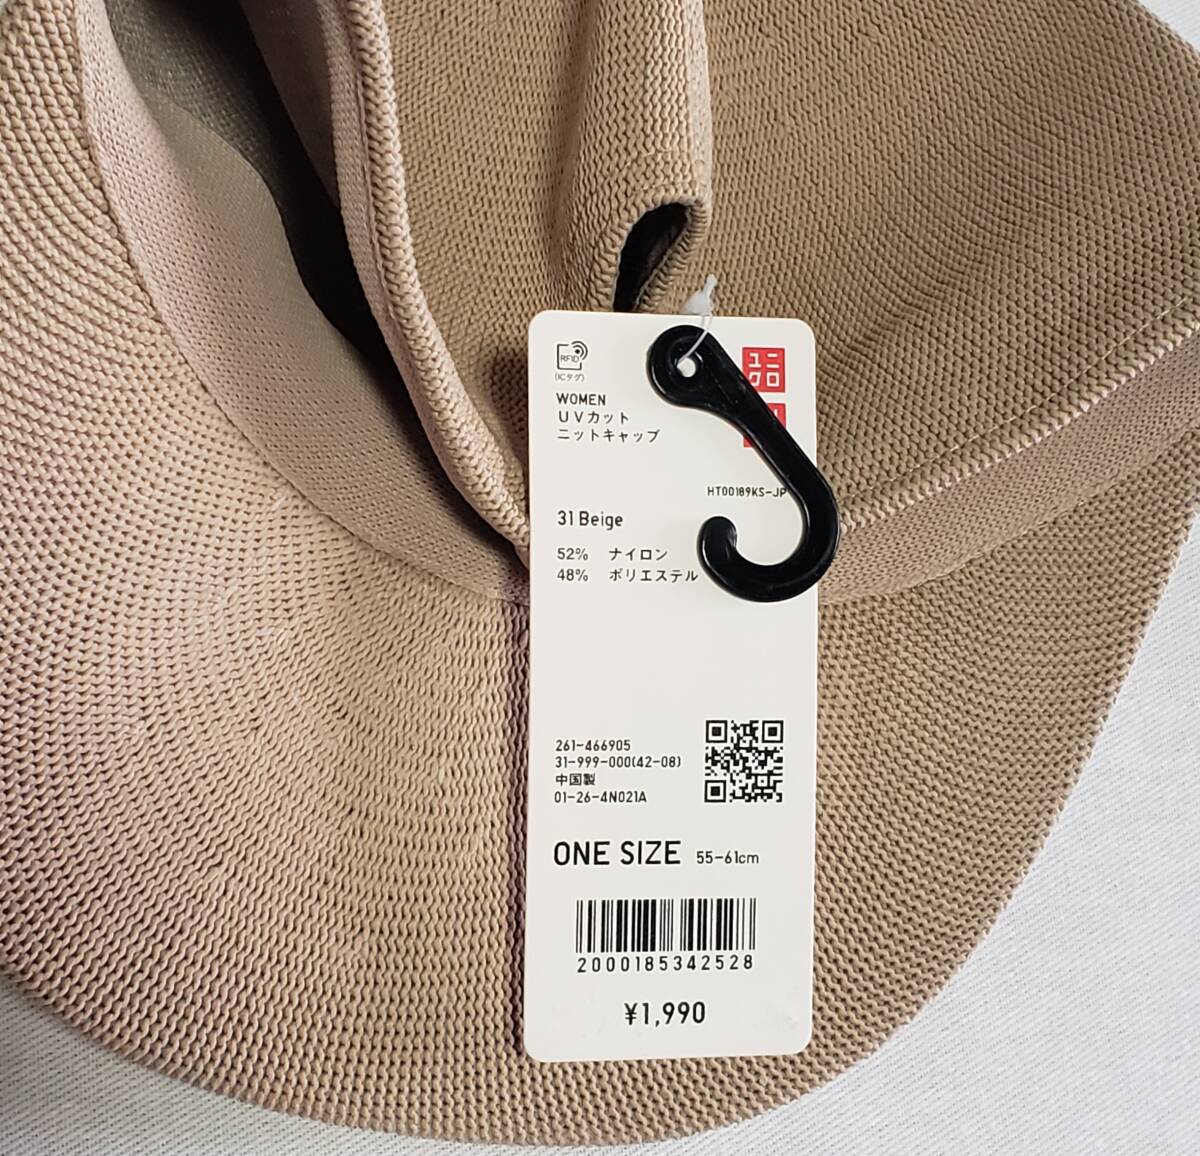 RFID
(ICタグ)
ユニ
クロ
WOMEN
UVカット
ニットキャップ
HT00189KS-JP
31 Beige
52% ナイロン
48% ポリエステル
261-466905
31-999-000(42-08)
中国製
01-26-4N021A
ONE SIZE 55-61cm
2000185342528
¥1,990